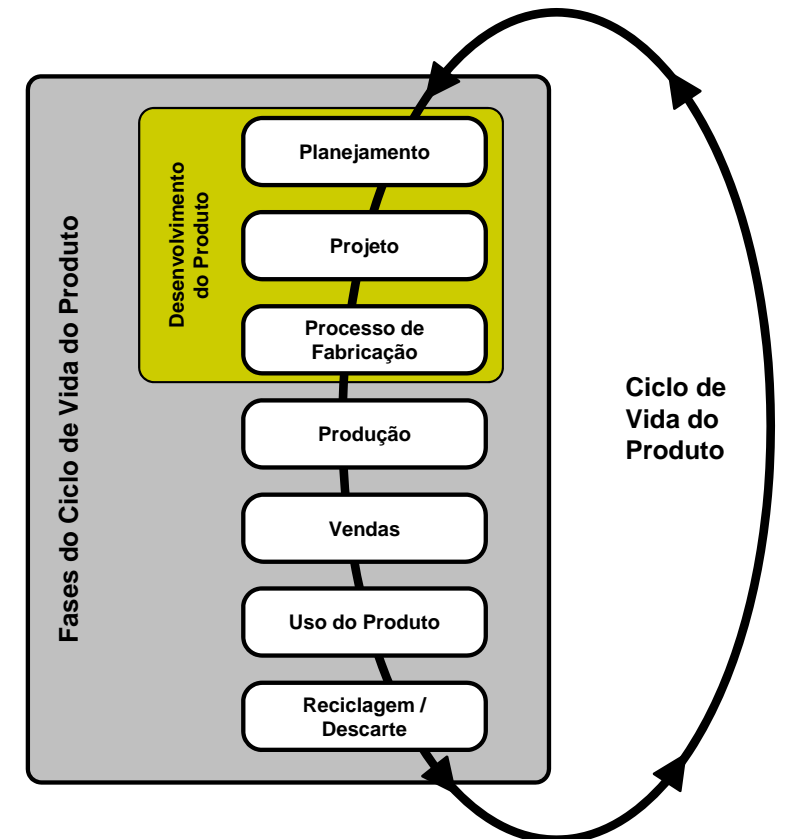 Fases do Ciclo de Vida do Produto
Desenvolvimento
do Produto
Planejamento
Projeto
Processo de
Fabricação
Produção
Vendas
Uso do Produto
Reciclagem /
Descarte
Ciclo de
Vida do
Produto